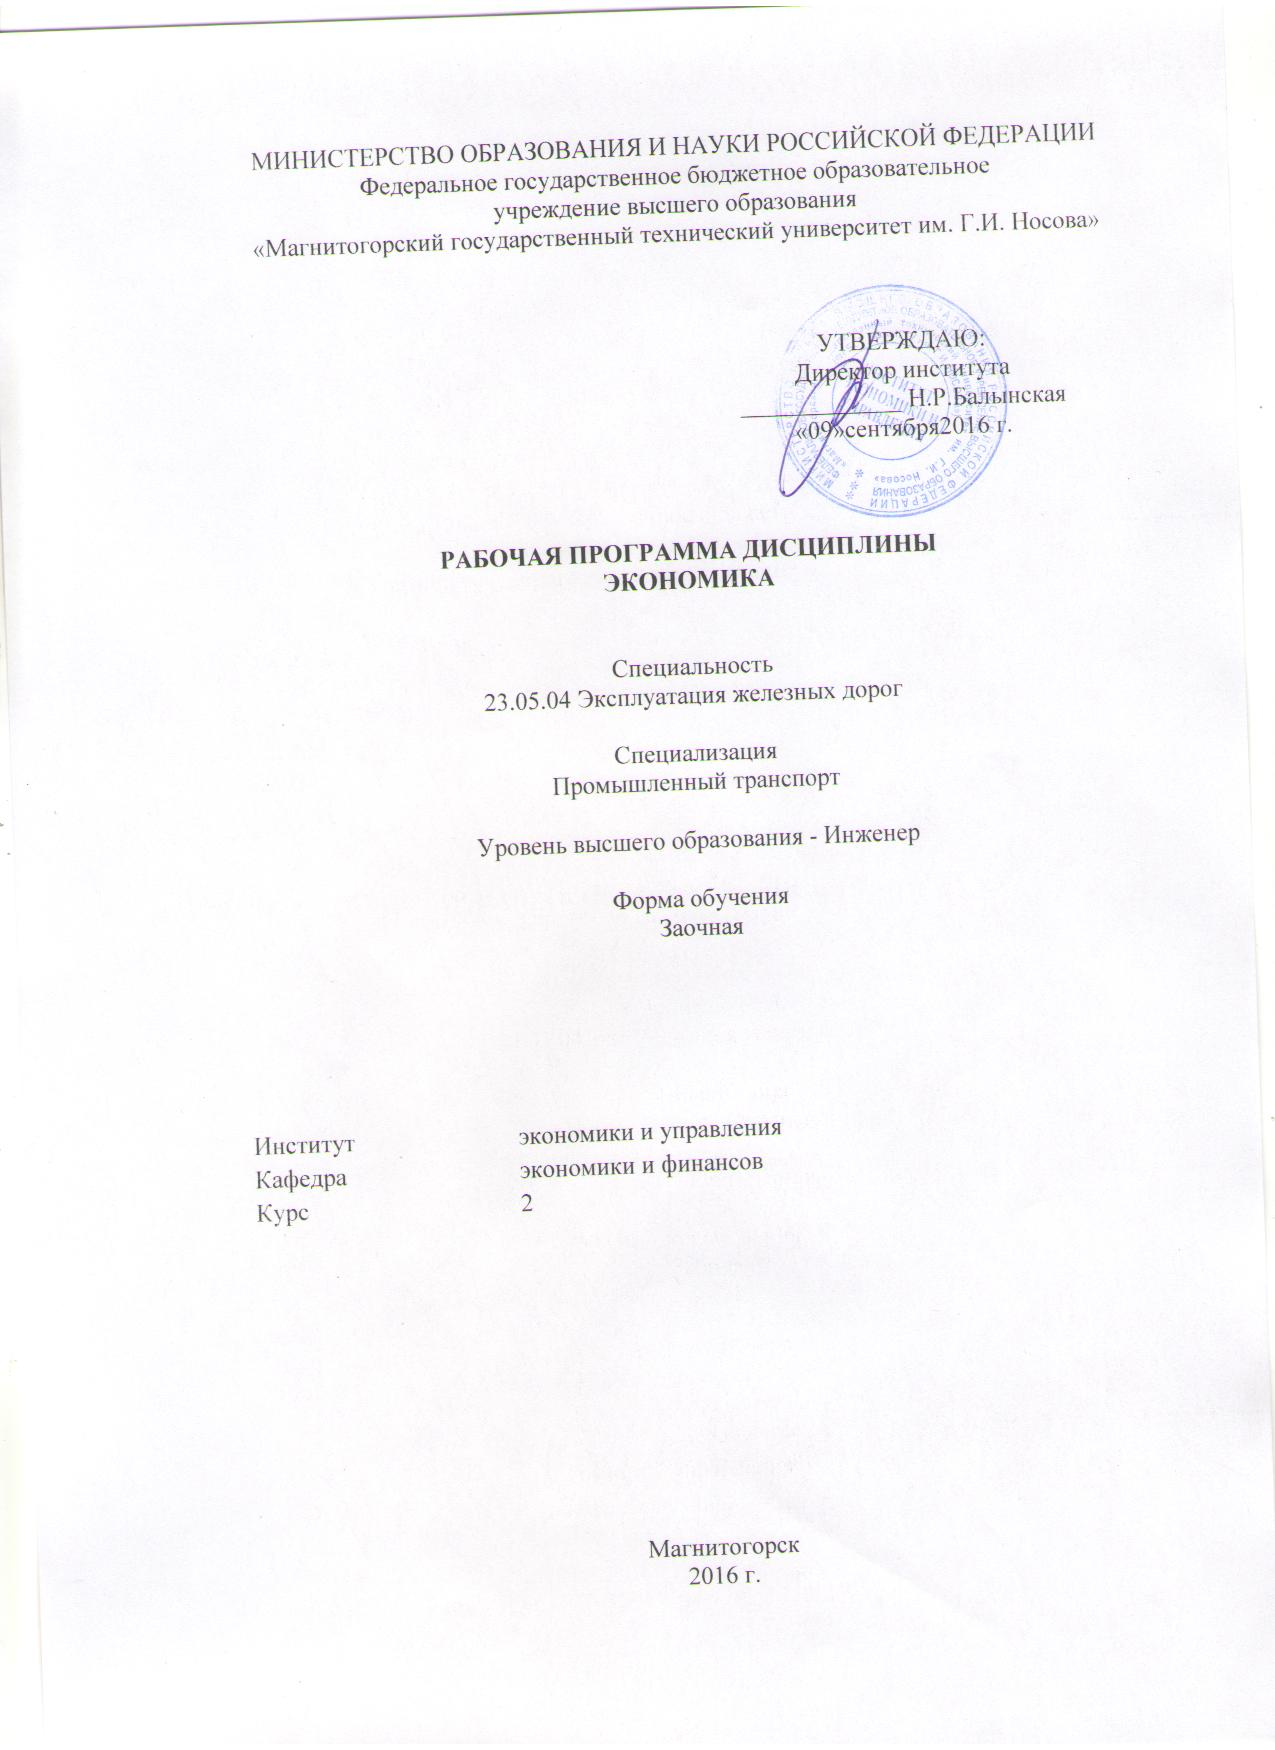 МИНИСТЕРСТВО ОБРАЗОВАНИЯ И НАУКИ РОССИЙСКОЙ ФЕДЕРАЦИИ
Федеральное государственное бюджетное образовательное
учреждение высшего образования
«Магнитогорский государственный технический университет им. Г.И. Носова»
УТВЕРЖДАЮ:
Директор института
Н.Р.Балынская
«09»сентября2016 г.
РАБОЧАЯ ПРОГРАММА ДИСЦИПЛИНЫ
ЭКОНОМИКА
Специальность
23.05.04 Эксплуатация железных дорог
Специализация
Промышленный транспорт
Уровень высшего образования - Инженер
Форма обучения
Заочная
Институт экономики и управления
Кафедра экономики и финансов
Курс 2
Магнитогорск
2016 г.